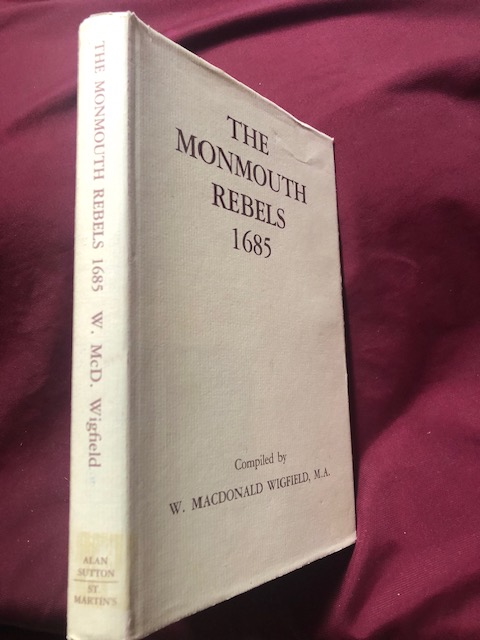 THE MONMOUTH REBELS 1685 W. McD. Wigfield
ALAN
SUTTON
ST.
MARTIN'S
THE
MONMOUTH
REBELS
1685
Compiled by
W. MACDONALD WIGFIELD, M.A.